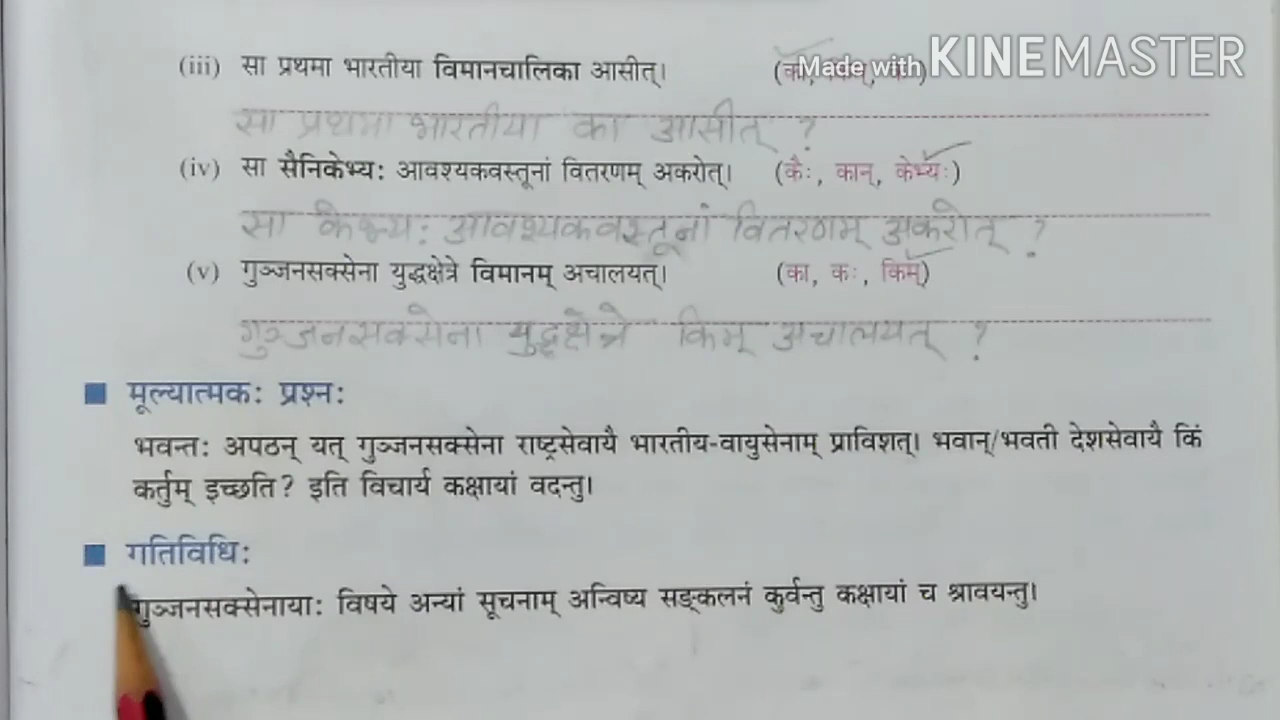 (iii) सा प्रथमा भारतीया विमानचालिका आसीत्। (का,
Made with KINEMASTER
सा प्रथमा भारतीया का आसीत् ?
(iv) सा सैनिकेभ्यः आवश्यकवस्तूनां वितरणम् अकरोत्। (कैः, कान्, केभ्यः)
सा केभ्यः आवश्यकवस्तूनां वितरणम् अकरोत् ?
(v) गुञ्जनसक्सेना युद्धक्षेत्रे विमानम् अचालयत्। (का, कः, किम्)
गुञ्जनसक्सेना युद्धक्षेत्रे किम् अचालयत् ?
मूल्यात्मकः प्रश्नः
भवन्तः अपठन् यत् गुञ्जनसक्सेना राष्ट्रसेवायै भारतीय-वायुसेनाम् प्राविशत्। भवान्/भवती देशसेवायै किं
कर्तुम् इच्छति? इति विचार्य कक्षायां वदन्तु।
गतिविधिः
गुञ्जनसक्सेनायाः विषये अन्यां सूचनाम् अन्विष्य सङ्कलनं कुर्वन्तु कक्षायां च श्रावयन्तु।